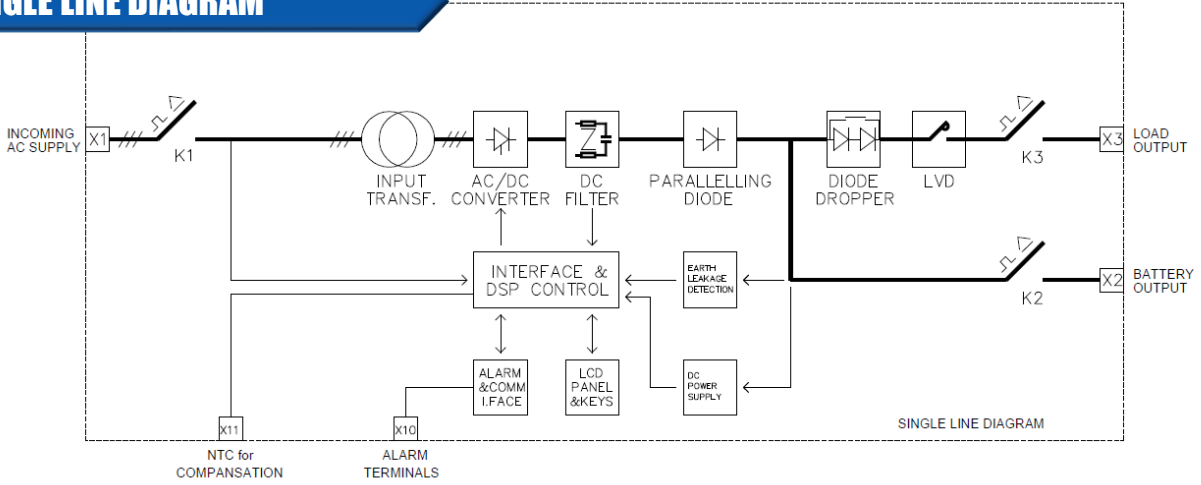 LINE DIAGRAM
INCOMING
AC SUPPLY
X1
K1
INPUT
TRANSF.
AC/DC
CONVERTER
DC
FILTER
PARALLELLING
DIODE
DIODE
DROPPER
LVD
K3
X3
LOAD
OUTPUT
INTERFACE &
DSP CONTROL
EARTH
LEAKAGE
DETECTION
K2
X2
BATTERY
OUTPUT
ALARM
&COMM
I.FACE
LCD
PANEL
&KEYS
DC
POWER
SUPPLY
X11
X10
SINGLE LINE DIAGRAM
NTC for
COMPANSATION
ALARM
TERMINALS